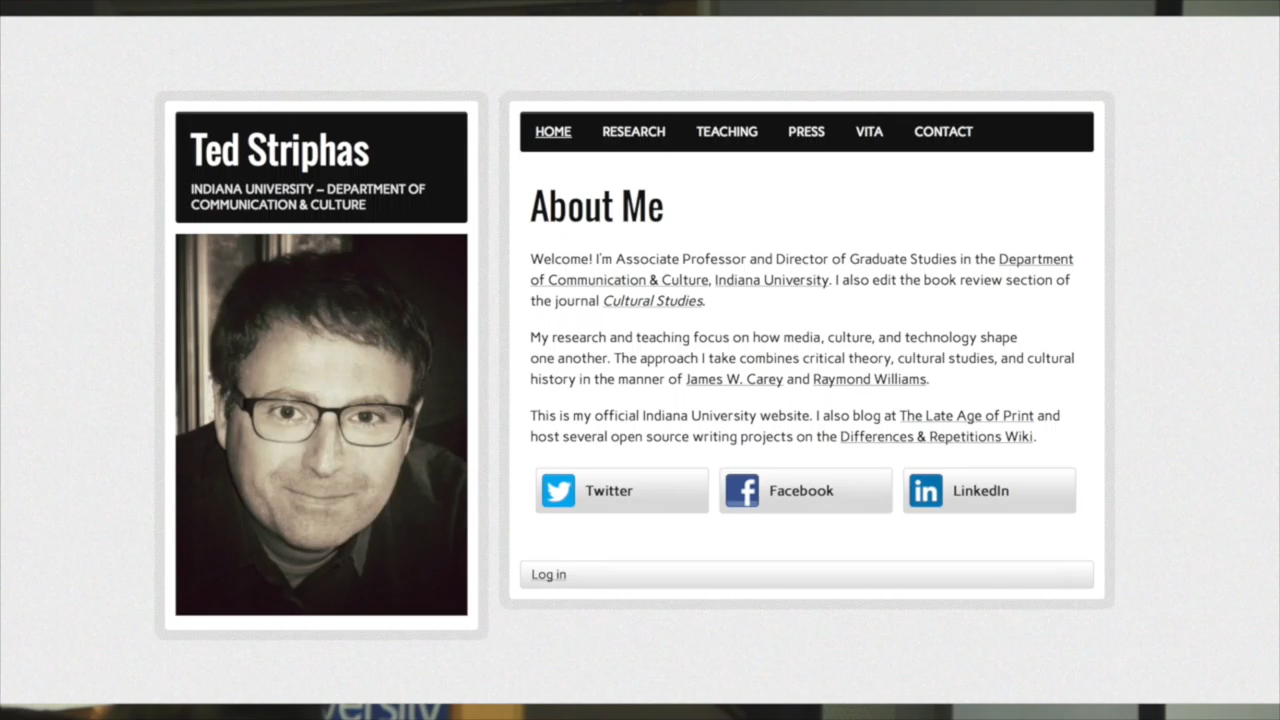 Ted Striphas
INDIANA UNIVERSITY – DEPARTMENT OF
COMMUNICATION & CULTURE
HOME RESEARCH TEACHING PRESS VITA CONTACT
About Me
Welcome! I'm Associate Professor and Director of Graduate Studies in the Department
of Communication & Culture, Indiana University. I also edit the book review section of
the journal Cultural Studies.
My research and teaching focus on how media, culture, and technology shape
one another. The approach I take combines critical theory, cultural studies, and cultural
history in the manner of James W. Carey and Raymond Williams.
This is my official Indiana University website. I also blog at The Late Age of Print and
host several open source writing projects on the Differences & Repetitions Wiki.
Twitter Facebook LinkedIn
Log in